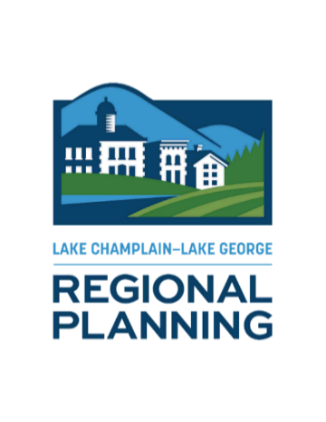 LAKE CHAMPLAIN–LAKE GEORGE
REGIONAL
PLANNING